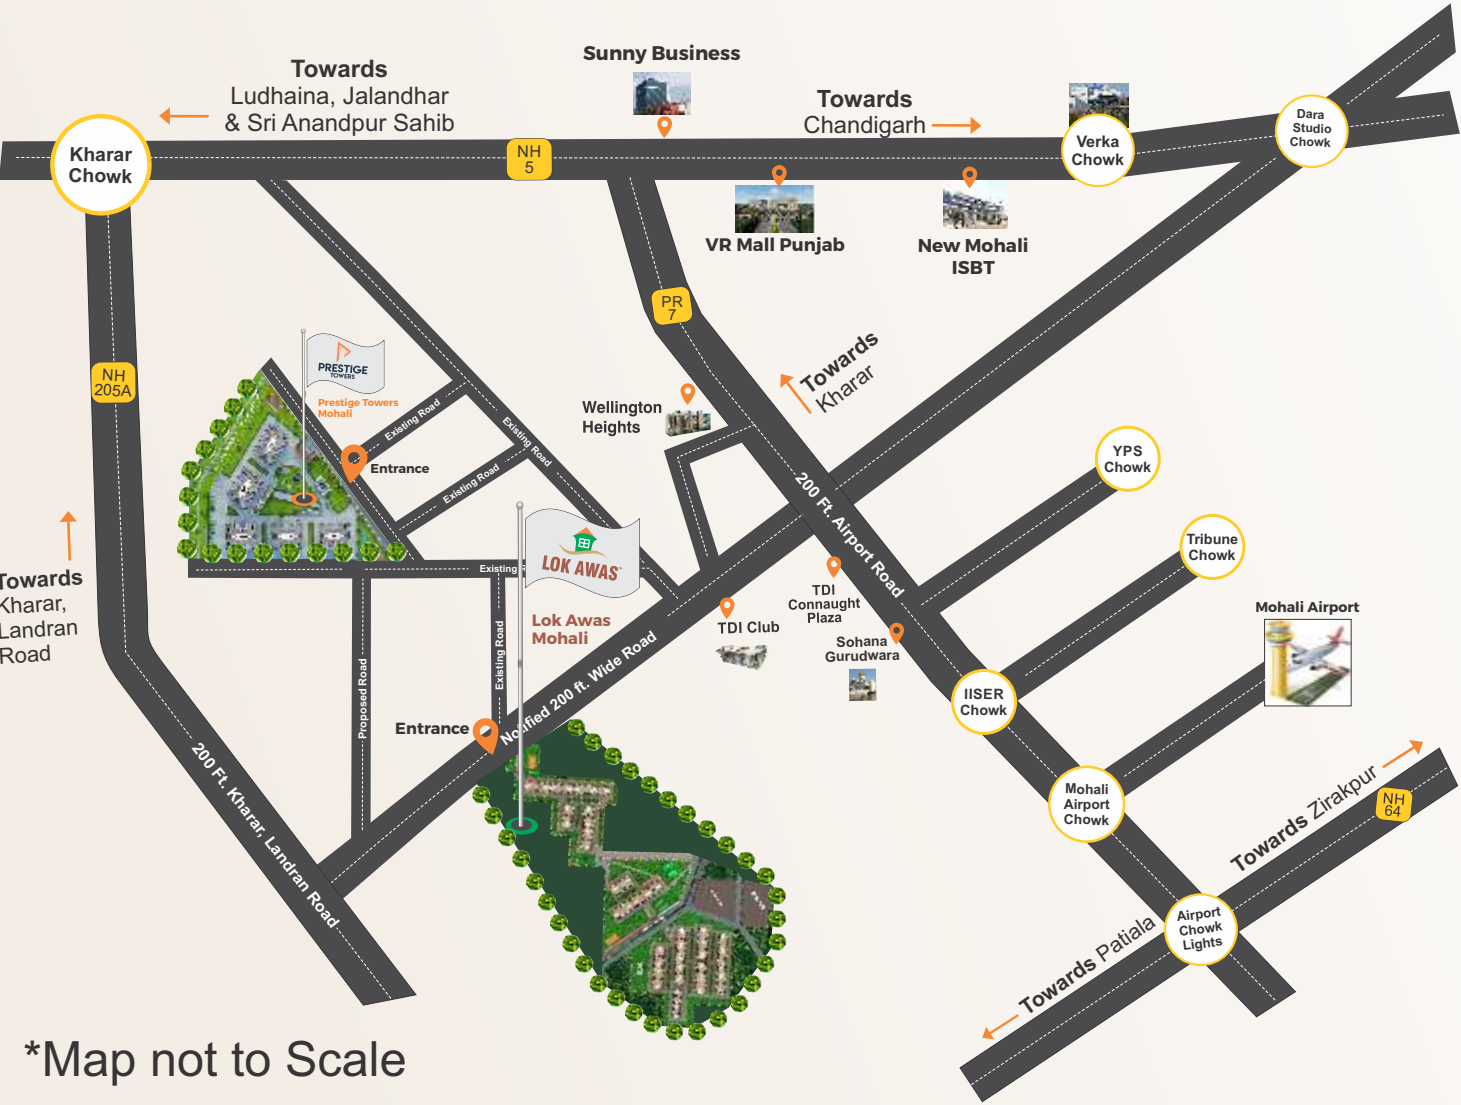 Sunny Business
Towards
Ludhaina, Jalandhar
& Sri Anandpur Sahib
Towards
Chandigarh
Dara
Studio
Chowk
Verka
Chowk
Kharar
Chowk
NH
5
VR Mall Punjab
New Mohali
ISBT
PR
7
NH
205A
PRESTIGE
TOWERS
Prestige Towers
Mohali
Towards
Kharar
Wellington
Heights
Existing Road
Existing Road
Existing Road
Entrance
YPS
Chowk
200 Ft. Airport Road
Tribune
Chowk
LOK AWAS
Existing R
Towards
Kharar,
Landran
Road
Lok Awas
Mohali
TDI
Connaught
Plaza
TDI Club
Sohana
Gurudwara
Mohali Airport
Existing Road
Proposed Road
Notified 200 ft. Wide Road
IISER
Chowk
Entrance
200 Ft. Kharar, Landran Road
Mohali
Airport
Chowk
Towards Zirakpur
NH
64
Airport
Chowk
Lights
Towards Patiala
*Map not to Scale